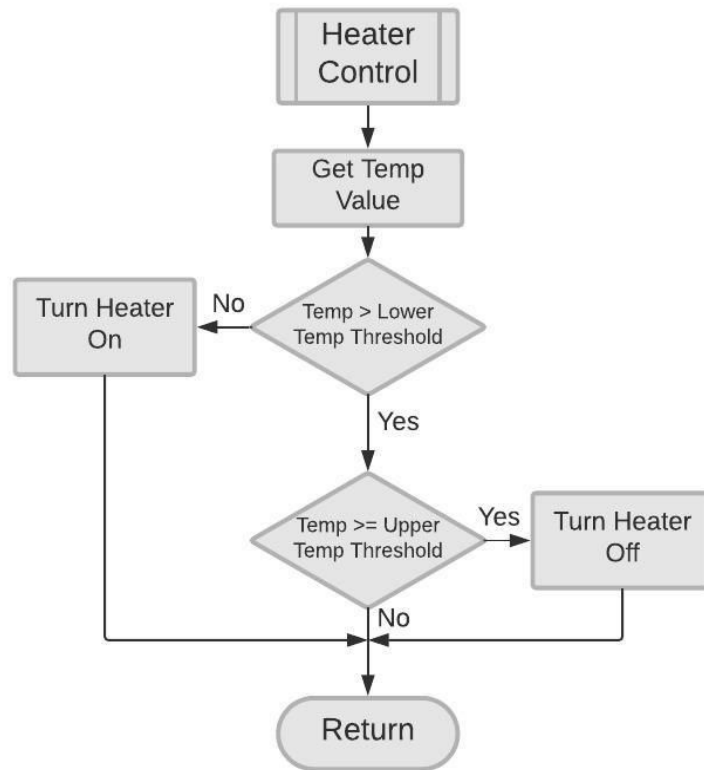 Heater
Control
Get Temp
Value
Temp > Lower
Temp Threshold
No
Turn Heater
On
Yes
Temp >= Upper
Temp Threshold
Yes
Turn Heater
Off
No
Return